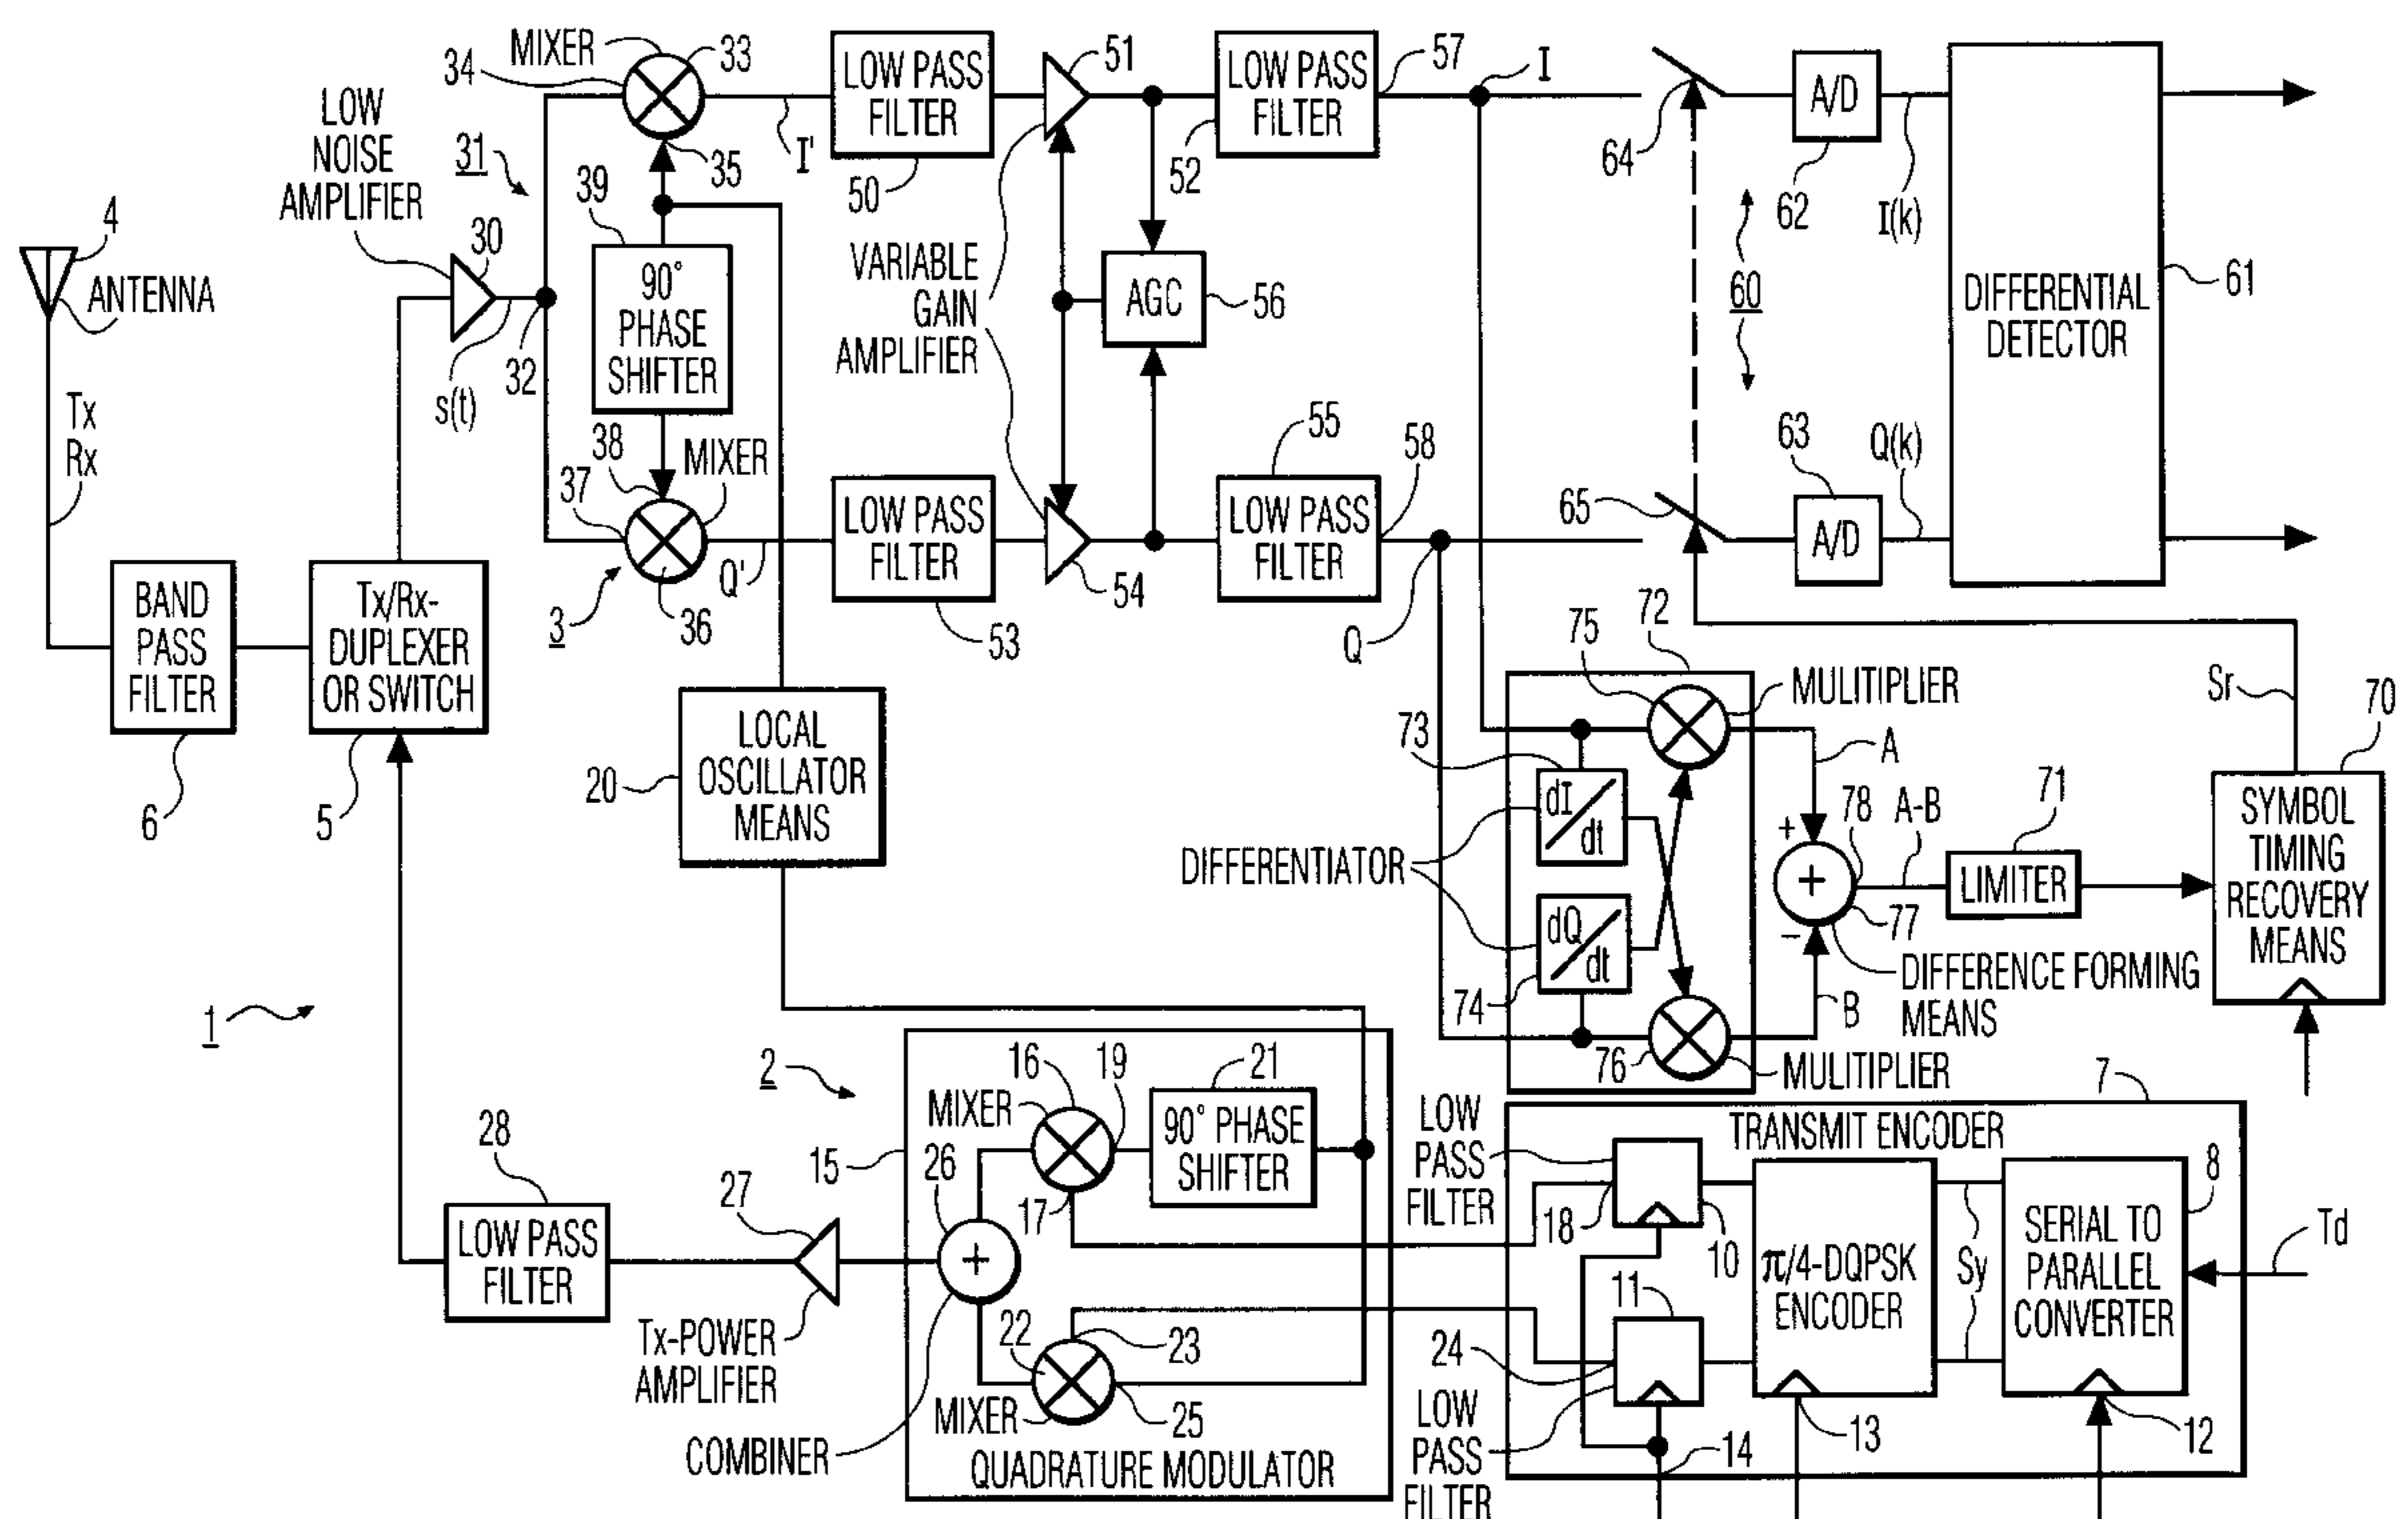 MIXER
33
34
LOW PASS
FILTER
51
LOW PASS
FILTER
57
I
A/D
LOW
NOISE
AMPLIFIER
31
35
I'
50
52
64
62
I(k)
4
ANTENNA
30
39
90°
PHASE
SHIFTER
VARIABLE
GAIN
AMPLIFIER
AGC
56
60
DIFFERENTIAL
DETECTOR
61
s(t)
32
Tx
Rx
38
MIXER
37
LOW PASS
FILTER
55
LOW PASS
FILTER
58
65
63
A/D
Q(k)
Q'
36
3
53
54
BAND
PASS
FILTER
Tx/Rx-
DUPLEXER
OR SWITCH
6
5
Q
75
72
MULITIPLIER
Sr
70
LOCAL
OSCILLATOR
MEANS
20
73
A
dI
dt
DIFFERENTIATOR
dQ
dt
74
+
+
−
78
A-B
71
LIMITER
77
SYMBOL
TIMING
RECOVERY
MEANS
DIFFERENCE FORMING
MEANS
B
76
MULITIPLIER
1
2
16
19
21
MIXER
90° PHASE
SHIFTER
15
26
17
+
28
LOW PASS
FILTER
27
Tx-POWER
AMPLIFIER
22
23
MIXER
25
COMBINER
QUADRATURE MODULATOR
7
LOW
PASS
FILTER
TRANSMIT ENCODER
18
10
8
π/4-DQPSK
ENCODER
Sy
SERIAL TO
PARALLEL
CONVERTER
Td
11
24
LOW
PASS
FILTER
14
13
12